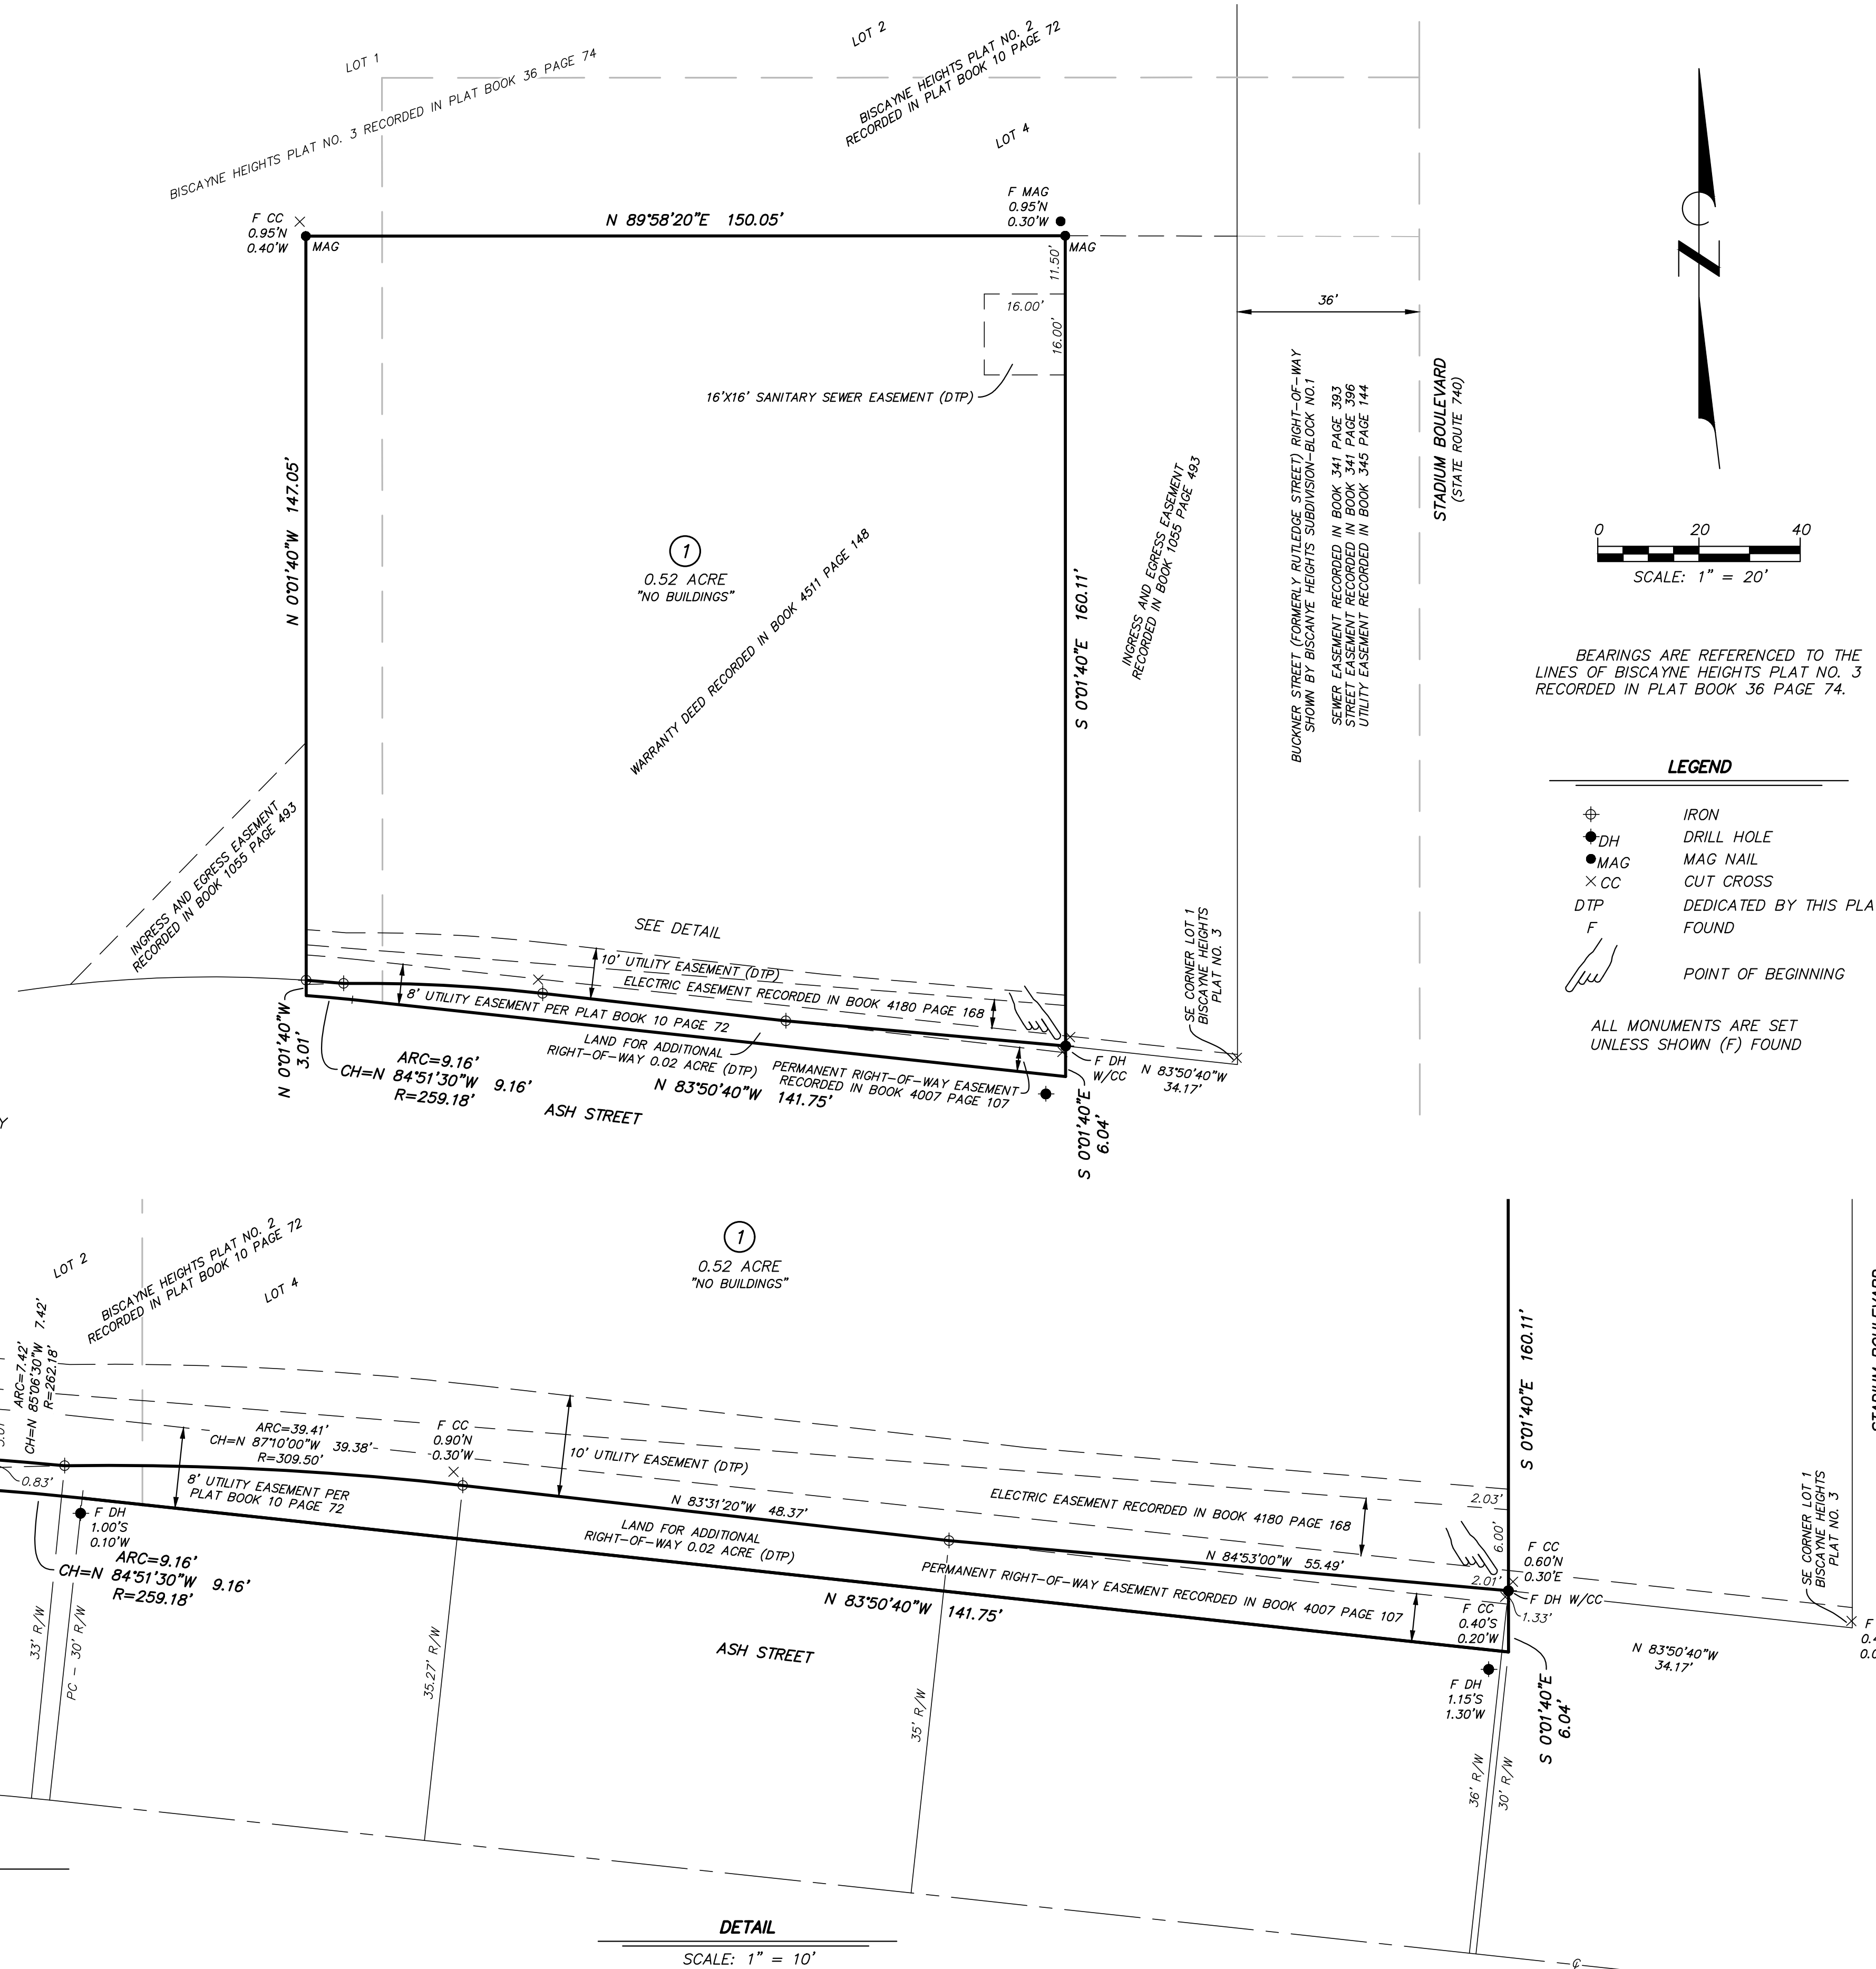 LOT 1
BISCAYNE HEIGHTS PLAT NO. 3 RECORDED IN PLAT BOOK 36 PAGE 74
LOT 2
BISCAYNE HEIGHTS PLAT NO. 2
RECORDED IN PLAT BOOK 10 PAGE 72
LOT 4
F CC
0.95'N
0.40'W
MAG
N 89°58'20"E 150.05'
F MAG
0.95'N
0.30'W
MAG
11.50'
16.00'
16.00'
16'X16' SANITARY SEWER EASEMENT (DTP)
36'
N 0°01'40"W 147.05'
1
0.52 ACRE
"NO BUILDINGS"
WARRANTY DEED RECORDED IN BOOK 4511 PAGE 148
S 0°01'40"E 160.11'
INGRESS AND EGRESS EASEMENT
RECORDED IN BOOK 1055 PAGE 493
BUCKNER STREET (FORMERLY RUTLEDGE STREET) RIGHT-OF-WAY
SHOWN BY BISCANYE HEIGHTS SUBDIVISION-BLOCK NO.1
SEWER EASEMENT RECORDED IN BOOK 341 PAGE 393
STREET EASEMENT RECORDED IN BOOK 341 PAGE 396
UTILITY EASEMENT RECORDED IN BOOK 345 PAGE 144
STADIUM BOULEVARD
(STATE ROUTE 740)
INGRESS AND EGRESS EASEMENT
RECORDED IN BOOK 1055 PAGE 493
SEE DETAIL
10' UTILITY EASEMENT (DTP)
ELECTRIC EASEMENT RECORDED IN BOOK 4180 PAGE 168
8' UTILITY EASEMENT PER PLAT BOOK 10 PAGE 72
LAND FOR ADDITIONAL
RIGHT-OF-WAY 0.02 ACRE (DTP)
PERMANENT RIGHT-OF-WAY EASEMENT
RECORDED IN BOOK 4007 PAGE 107
N 0°01'40"W
3.01'
ARC=9.16'
CH=N 84°51'30"W 9.16'
R=259.18'
N 83°50'40"W 141.75'
ASH STREET
F DH
W/CC
N 83°50'40"W
34.17'
S 0°01'40"E
6.04'
SE CORNER LOT 1
BISCAYNE HEIGHTS
PLAT NO. 3
Z
0 20 40
SCALE: 1" = 20'
BEARINGS ARE REFERENCED TO THE
LINES OF BISCAYNE HEIGHTS PLAT NO. 3
RECORDED IN PLAT BOOK 36 PAGE 74.
LEGEND
IRON
DH DRILL HOLE
MAG MAG NAIL
CC CUT CROSS
DTP DEDICATED BY THIS PLA
F FOUND
POINT OF BEGINNING
ALL MONUMENTS ARE SET
UNLESS SHOWN (F) FOUND
Y
LOT 2
BISCAYNE HEIGHTS PLAT NO. 2
RECORDED IN PLAT BOOK 10 PAGE 72
LOT 4
1
0.52 ACRE
"NO BUILDINGS"
S 0°01'40"E 160.11'
STADIUM BOULEVARD
ARC=7.42'
CH=N 85°06'30"W 7.42'
R=262.18'
0.83'
ARC=39.41'
CH=N 87°10'00"W 39.38'
R=309.50'
F CC
0.90'N
0.30'W
8' UTILITY EASEMENT PER
PLAT BOOK 10 PAGE 72
10' UTILITY EASEMENT (DTP)
N 83°31'20"W 48.37'
LAND FOR ADDITIONAL
RIGHT-OF-WAY 0.02 ACRE (DTP)
ELECTRIC EASEMENT RECORDED IN BOOK 4180 PAGE 168
2.03'
6.00'
2.01'
N 84°53'00"W 55.49'
PERMANENT RIGHT-OF-WAY EASEMENT RECORDED IN BOOK 4007 PAGE 107
F CC
0.60'N
0.30'E
F DH W/CC
1.33'
F CC
0.40'S
0.20'W
SE CORNER LOT 1
BISCAYNE HEIGHTS
PLAT NO. 3
F DH
1.00'S
0.10'W
ARC=9.16'
CH=N 84°51'30"W 9.16'
R=259.18'
N 83°50'40"W 141.75'
ASH STREET
N 83°50'40"W
34.17'
F DH
1.15'S
1.30'W
S 0°01'40"E
6.04'
33' R/W
PC - 30' R/W
35.27' R/W
35' R/W
36' R/W
30' R/W
DETAIL
SCALE: 1" = 10'